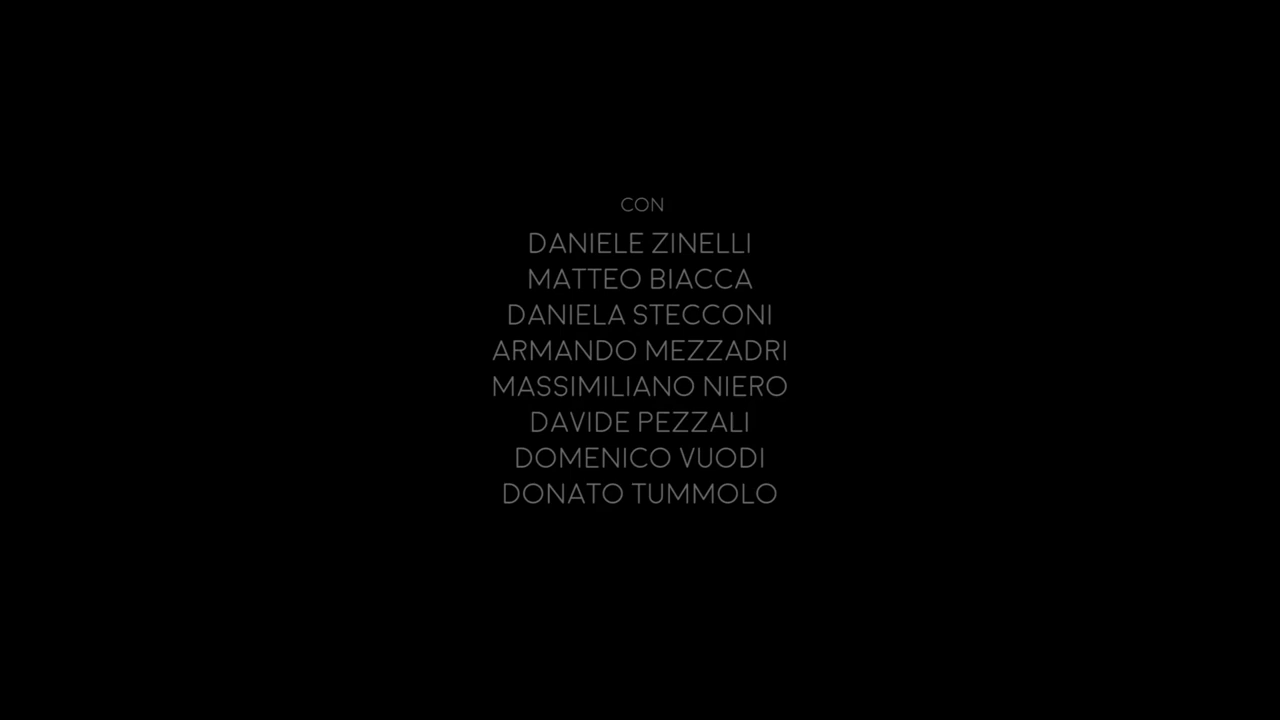 CON
DANIELE ZINELLI
MATTEO BIACCA
DANIELA STECCONI
ARMANDO MEZZADRI
MASSIMILIANO NIERO
DAVIDE PEZZALI
DOMENICO VUODI
DONATO TUMMOLO